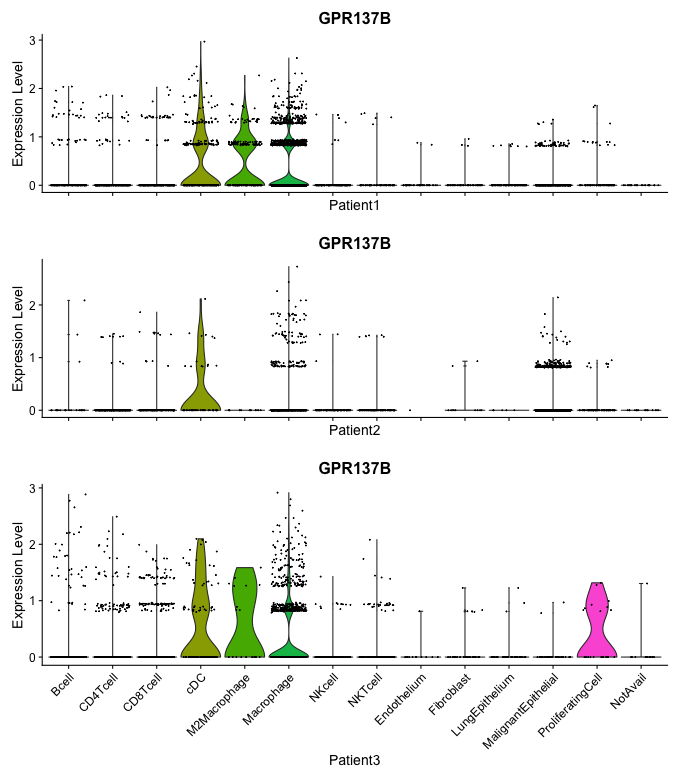 GPR137B
Expression Level
3
2
1
0
Patient1
GPR137B
Expression Level
2
1
0
Patient2
GPR137B
Expression Level
3
2
1
0
Bcell
CD4Tcell
CD8Tcell
cDC
M2Macrophage
Macrophage
NKcell
NKTcell
Endothelium
Fibroblast
LungEpithelium
MalignantEpithelial
ProliferatingCell
NotAvail
Patient3